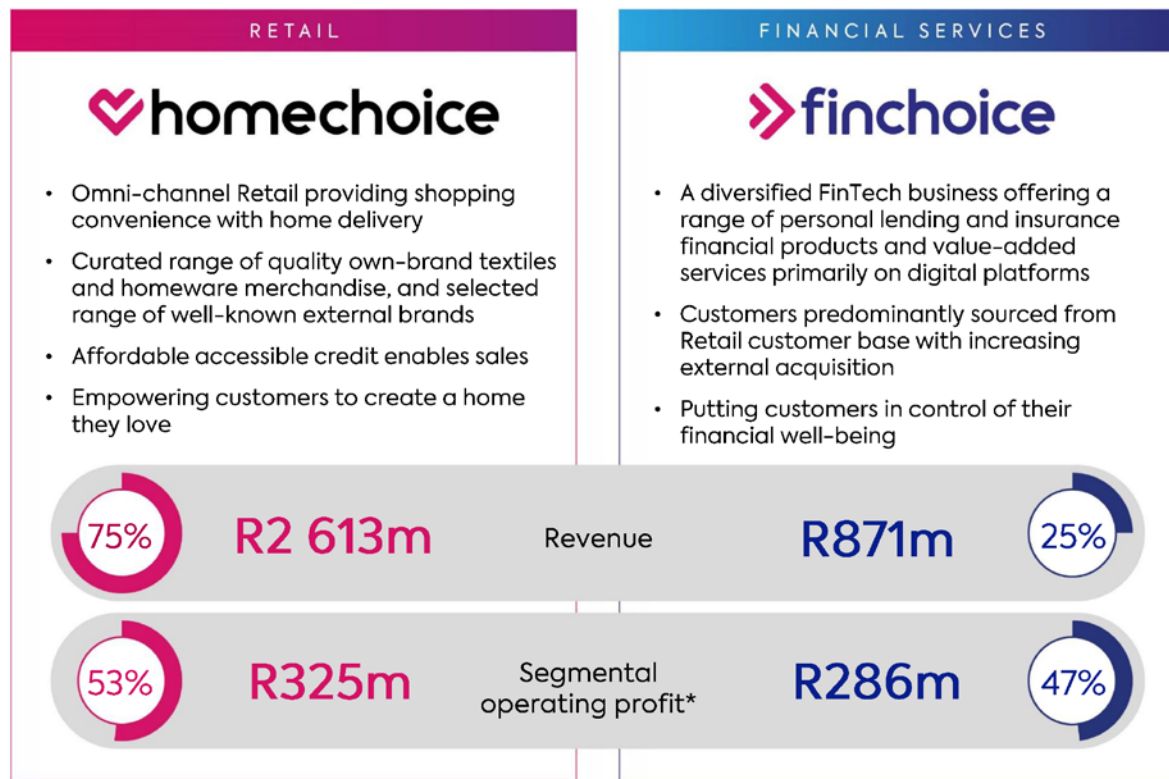 RETAIL
homechoice
• Omni-channel Retail providing shopping
convenience with home delivery
• Curated range of quality own-brand textiles
and homeware merchandise, and selected
range of well-known external brands
• Affordable accessible credit enables sales
• Empowering customers to create a home
they love
FINANCIAL SERVICES
finchoice
• A diversified FinTech business offering a
range of personal lending and insurance
financial products and value-added
services primarily on digital platforms
• Customers predominantly sourced from
Retail customer base with increasing
external acquisition
• Putting customers in control of their
financial well-being
75% R2 613m Revenue R871m 25%
53% R325m Segmental
operating profit* R286m 47%